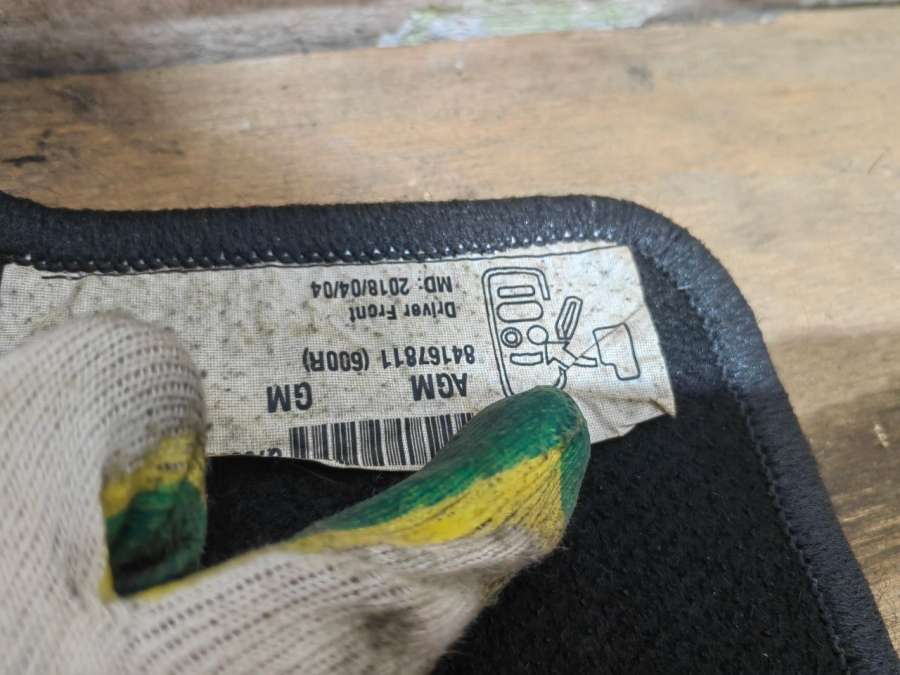 AGM GM
84167811 (600R)
Driver Front
MD: 2018/04/04